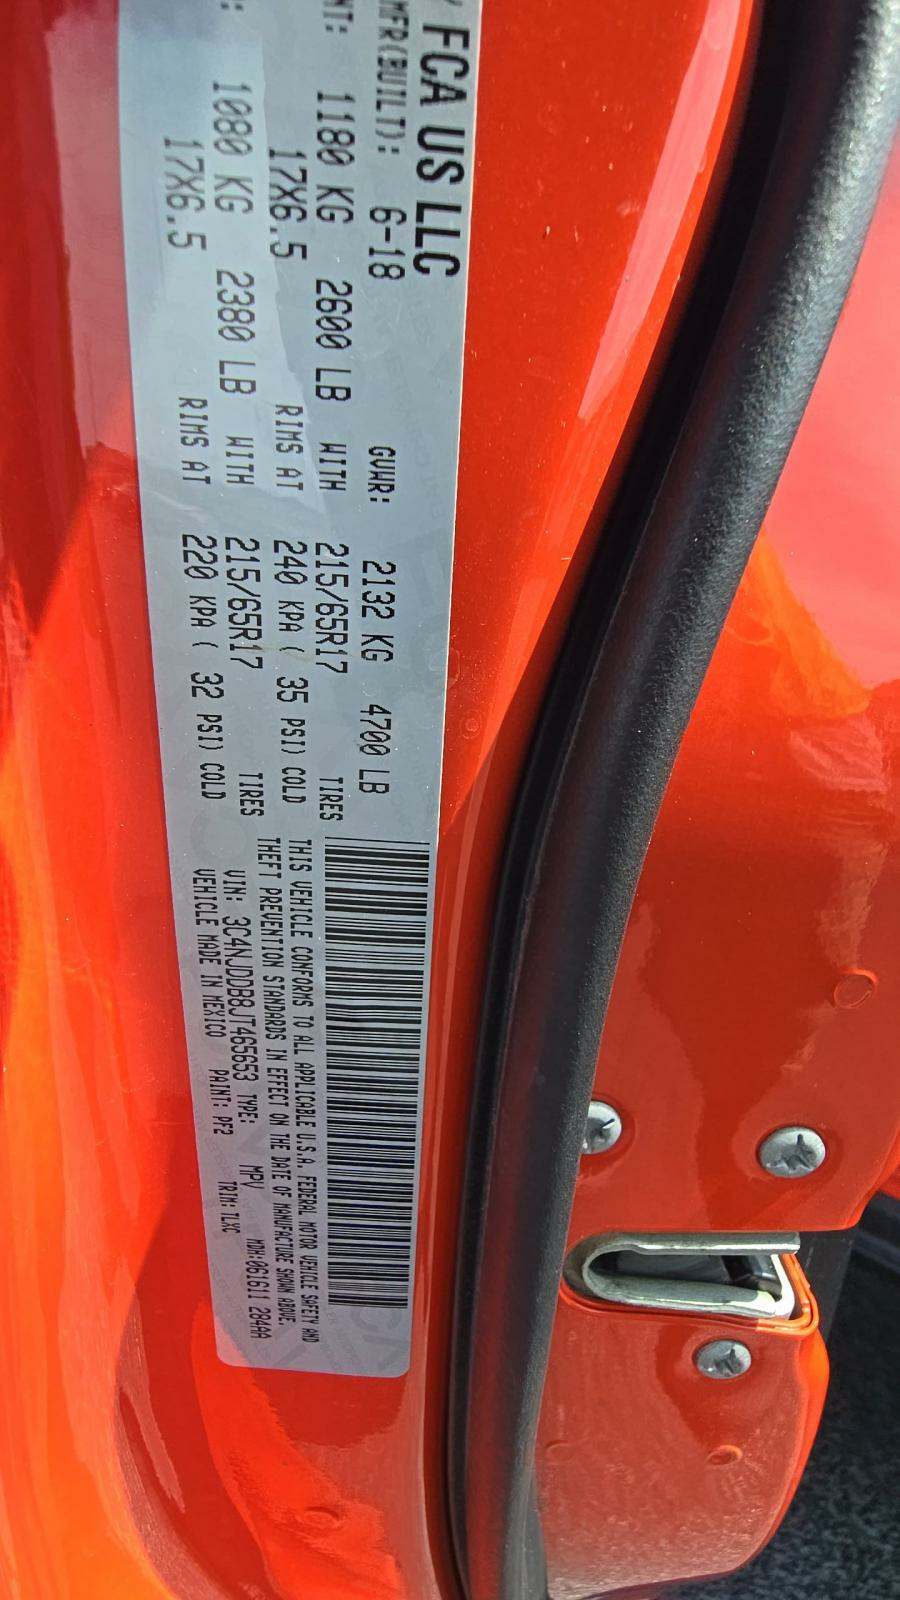 FCA US LLC
MFR(BUILT): 6-18 GVWR: 2132 KG 4700 LB
1180 KG 2600 LB WITH 215/65R17 TIRES
17X6.5 RIMS AT 240 KPA ( 35 PSI) COLD
1080 KG 2380 LB WITH 215/65R17 TIRES
17X6.5 RIMS AT 220 KPA ( 32 PSI) COLD
THIS VEHICLE CONFORMS TO ALL APPLICABLE U.S.A. FEDERAL MOTOR VEHICLE SAFETY AND
THEFT PREVENTION STANDARDS IN EFFECT ON THE DATE OF MANUFACTURE SHOWN ABOVE.
VIN: 3C4NJDDB8JT465653 TYPE: MPV MDH:061611 284AA
VEHICLE MADE IN MEXICO PAINT: PF2 TRIM:TLXC